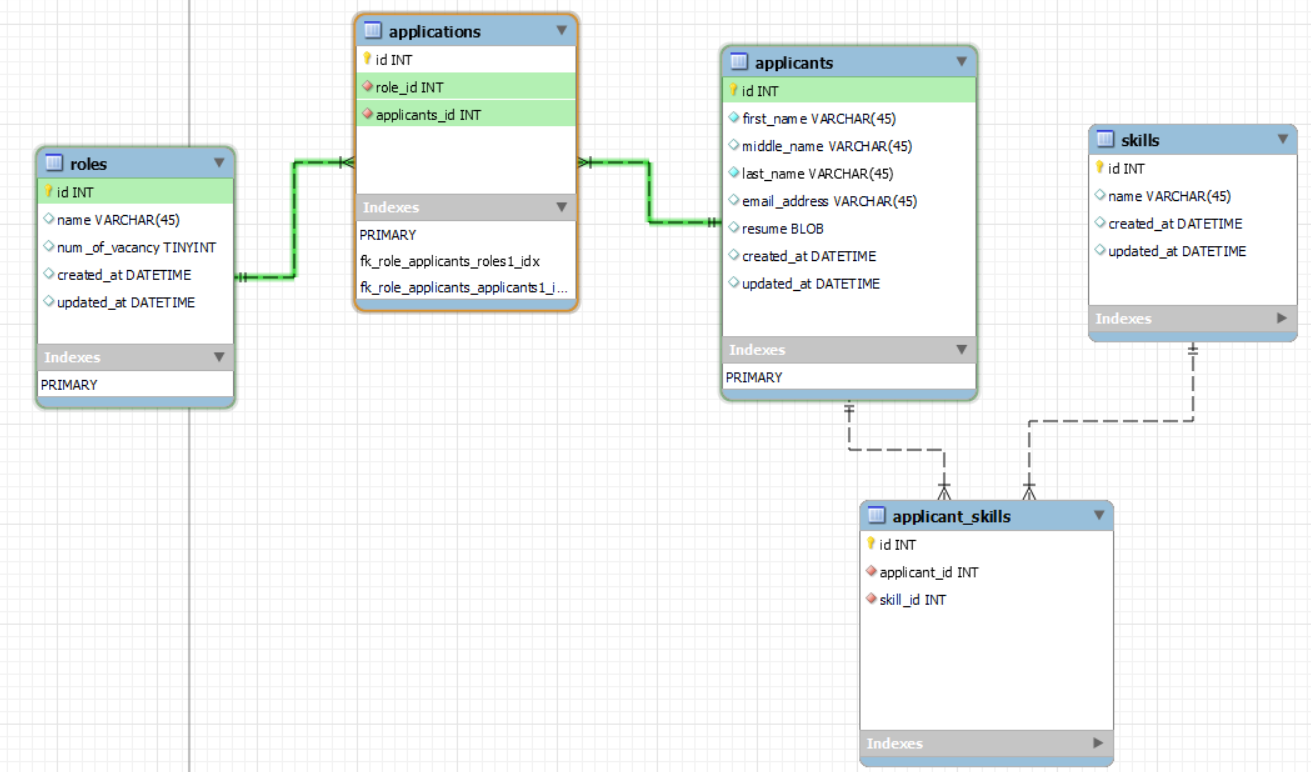 applications
id INT
role_id INT
applicants_id INT
Indexes
PRIMARY
fk_role_applicants_roles1_idx
fk_role_applicants_applicants1_i...
roles
id INT
name VARCHAR(45)
num_of_vacancy TINYINT
created_at DATETIME
updated_at DATETIME
Indexes
PRIMARY
applicants
id INT
first_name VARCHAR(45)
middle_name VARCHAR(45)
last_name VARCHAR(45)
email_address VARCHAR(45)
resume BLOB
created_at DATETIME
updated_at DATETIME
Indexes
PRIMARY
skills
id INT
name VARCHAR(45)
created_at DATETIME
updated_at DATETIME
Indexes
applicant_skills
id INT
applicant_id INT
skill_id INT
Indexes